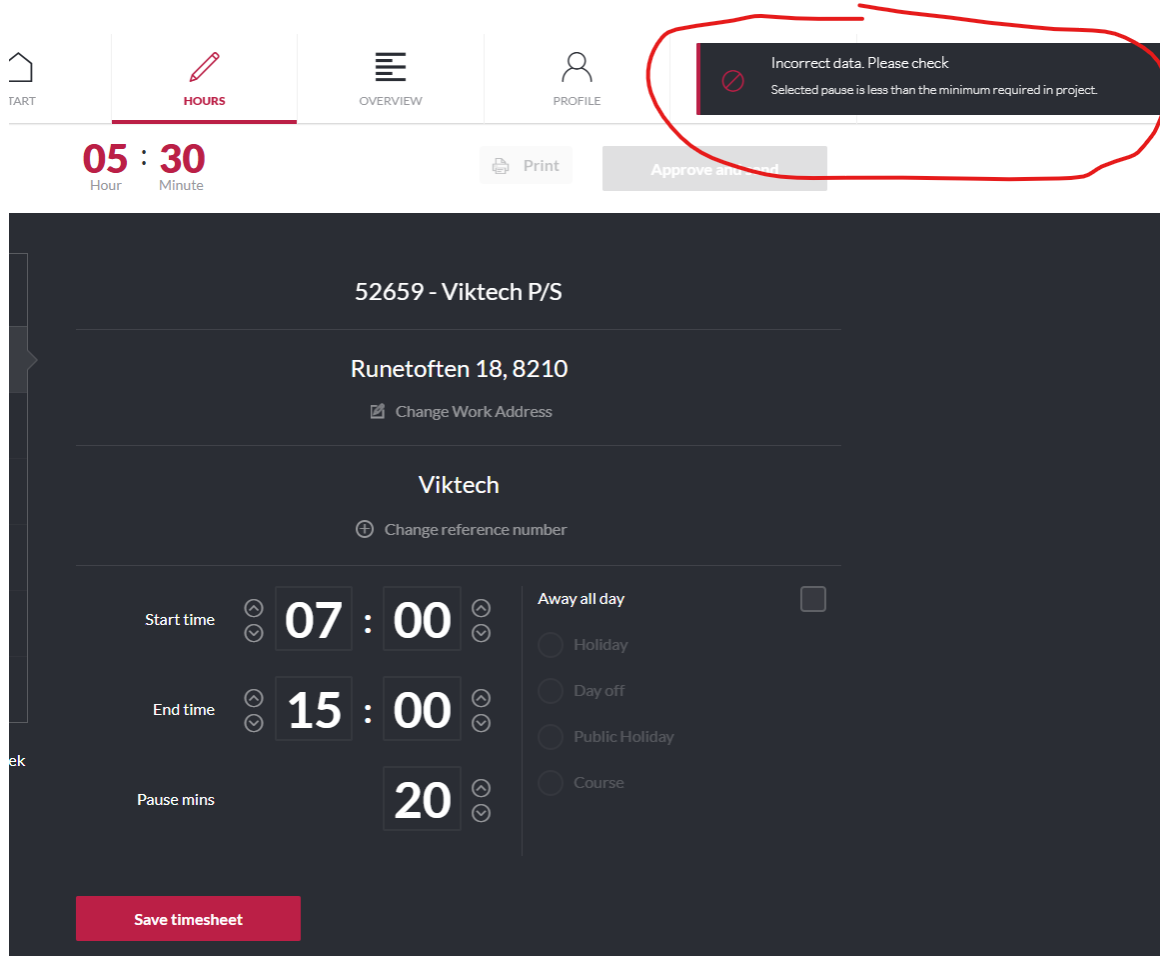 TART
HOURS
OVERVIEW
PROFILE
Incorrect data. Please check
Selected pause is less than the minimum required in project.
05 : 30
Hour Minute
Print
Approve and send
52659 - Viktech P/S
Runetoften 18, 8210
Change Work Address
Viktech
Change reference number
Start time 07 : 00
End time 15 : 00
Pause mins 20
Away all day
Holiday
Day off
Public Holiday
Course
ek
Save timesheet